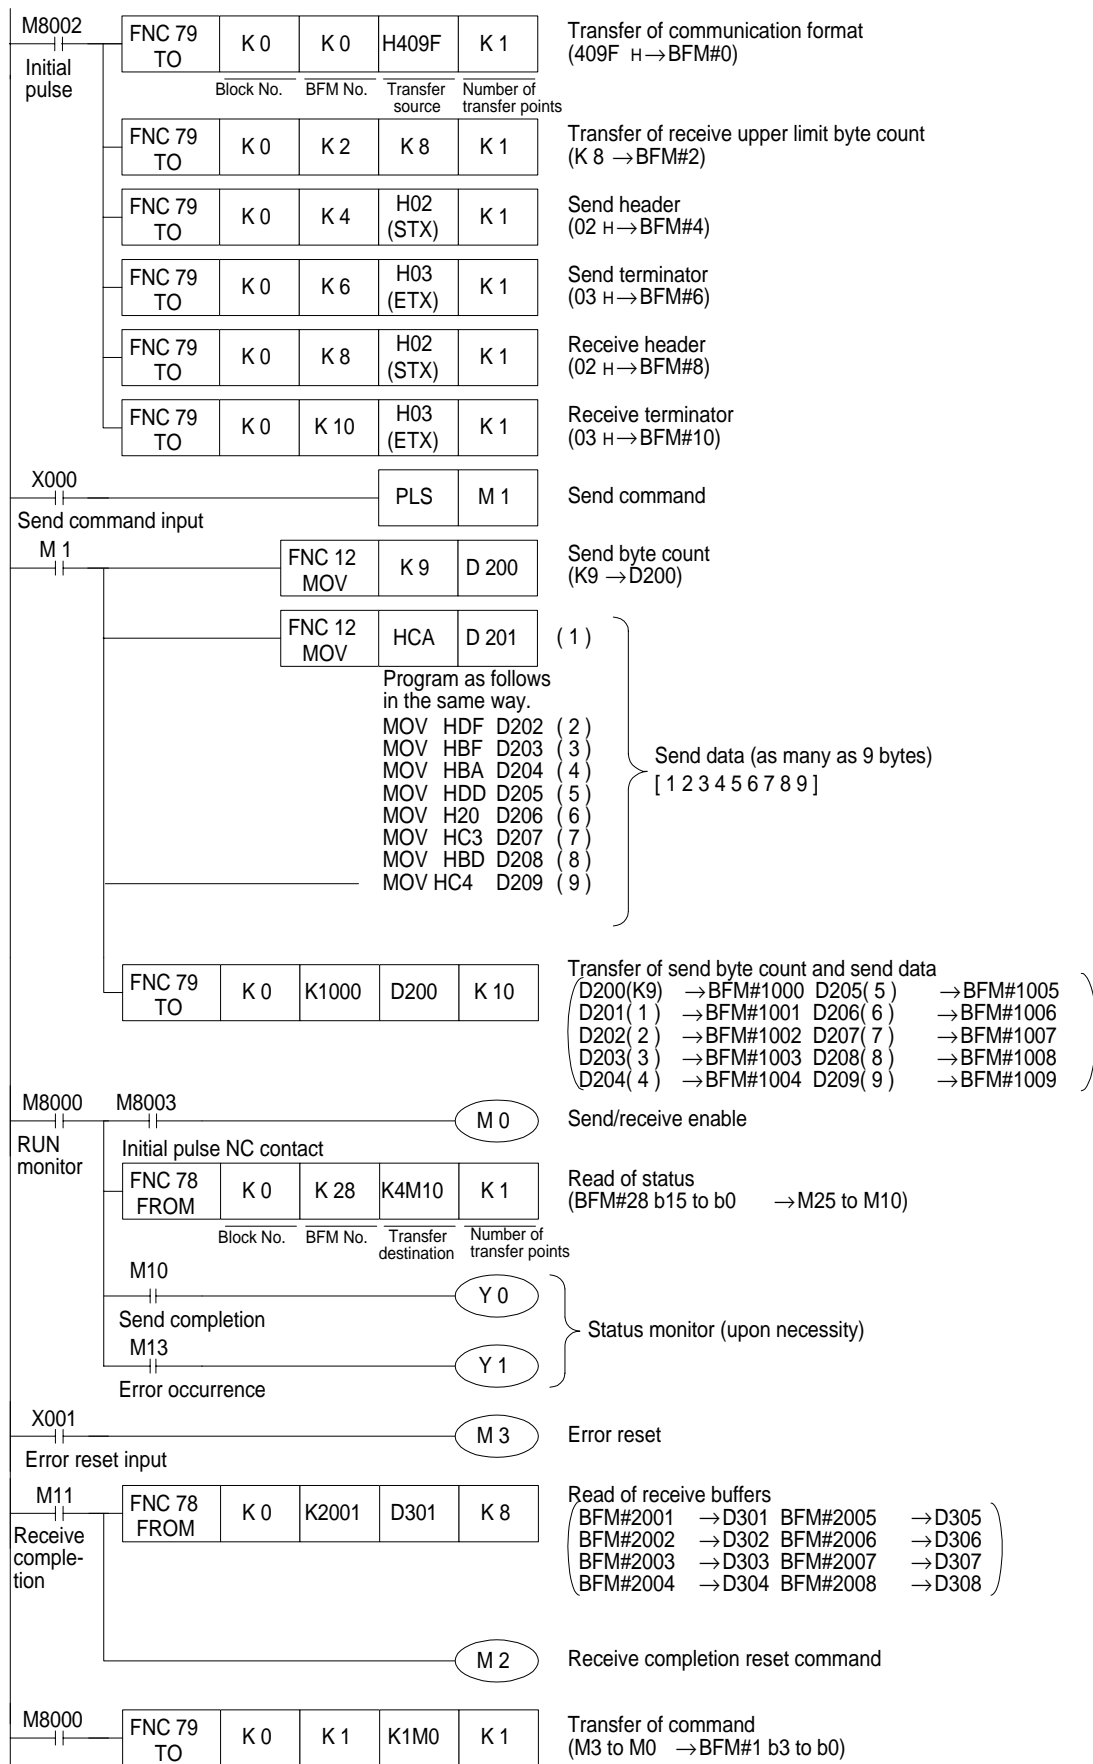 M8002
Initial
pulse
FNC 79
TO
K 0
K 0
H409F
K 1
Transfer of communication format
(409F H→BFM#0)
Block No.
BFM No.
Transfer
source
Number of
transfer points
FNC 79
TO
K 0
K 2
K 8
K 1
Transfer of receive upper limit byte count
(K 8 →BFM#2)
FNC 79
TO
K 0
K 4
H02
(STX)
K 1
Send header
(02 H→BFM#4)
FNC 79
TO
K 0
K 6
H03
(ETX)
K 1
Send terminator
(03 H→BFM#6)
FNC 79
TO
K 0
K 8
H02
(STX)
K 1
Receive header
(02 H→BFM#8)
FNC 79
TO
K 0
K 10
H03
(ETX)
K 1
Receive terminator
(03 H→BFM#10)
X000
Send command input
PLS
M 1
Send command
M 1
FNC 12
MOV
K 9
D 200
Send byte count
(K9 →D200)
FNC 12
MOV
HCA
D 201
( 1 )
Program as follows
in the same way.
MOV HDF D202 ( 2 )
MOV HBF D203 ( 3 )
MOV HBA D204 ( 4 )
MOV HDD D205 ( 5 )
MOV H20 D206 ( 6 )
MOV HC3 D207 ( 7 )
MOV HBD D208 ( 8 )
MOV HC4 D209 ( 9 )
Send data (as many as 9 bytes)
[ 1 2 3 4 5 6 7 8 9 ]
FNC 79
TO
K 0
K1000
D200
K 10
Transfer of send byte count and send data
D200(K9) →BFM#1000 D205( 5 ) →BFM#1005
D201( 1 ) →BFM#1001 D206( 6 ) →BFM#1006
D202( 2 ) →BFM#1002 D207( 7 ) →BFM#1007
D203( 3 ) →BFM#1003 D208( 8 ) →BFM#1008
D204( 4 ) →BFM#1004 D209( 9 ) →BFM#1009
M8000
RUN
monitor
M8003
Initial pulse NC contact
M 0
Send/receive enable
FNC 78
FROM
K 0
K 28
K4M10
K 1
Read of status
(BFM#28 b15 to b0 →M25 to M10)
Block No.
BFM No.
Transfer
destination
Number of
transfer points
M10
Send completion
Y 0
M13
Error occurrence
Y 1
Status monitor (upon necessity)
X001
Error reset input
M 3
Error reset
M11
Receive
comple-
tion
FNC 78
FROM
K 0
K2001
D301
K 8
Read of receive buffers
BFM#2001 →D301 BFM#2005 →D305
BFM#2002 →D302 BFM#2006 →D306
BFM#2003 →D303 BFM#2007 →D307
BFM#2004 →D304 BFM#2008 →D308
M 2
Receive completion reset command
M8000
FNC 79
TO
K 0
K 1
K1M0
K 1
Transfer of command
(M3 to M0 →BFM#1 b3 to b0)